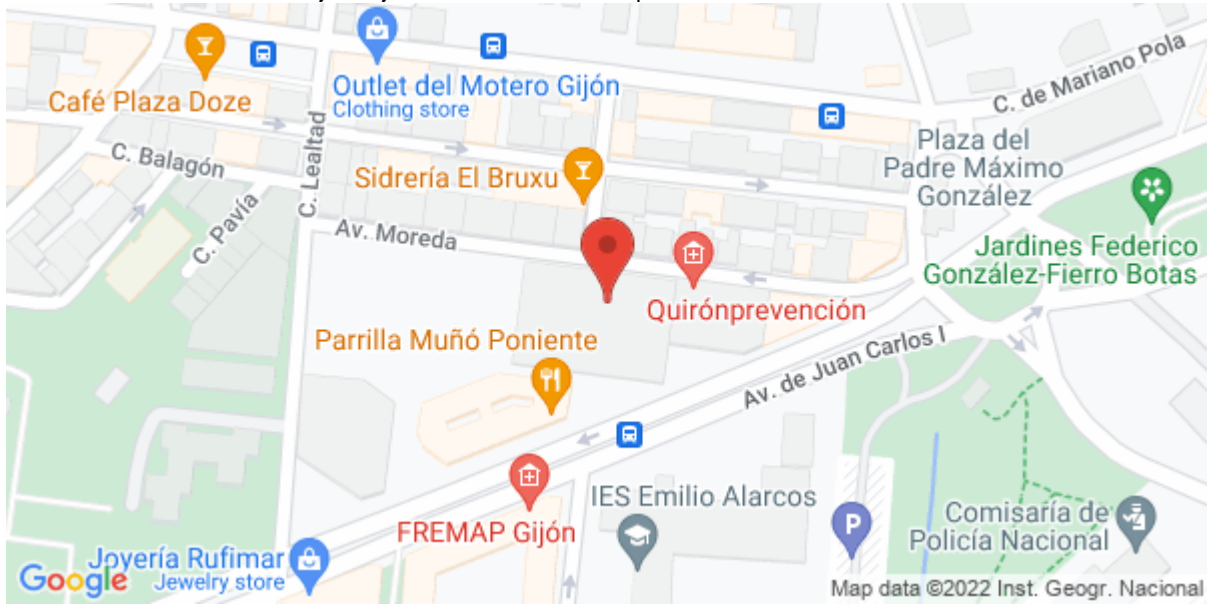 Café Plaza Doze
Outlet del Motero Gijón
Clothing store
C. de Mariano Pola
C. Balagón
C. Lealtad
Sidrería El Bruxu
Plaza del
Padre Máximo
González
C. Pavía
Av. Moreda
Jardines Federico
González-Fierro Botas
Quirónprevención
Parrilla Muñó Poniente
Av. de Juan Carlos I
IES Emilio Alarcos
P
FREMAP Gijón
Comisaría de
Policía Nacional
Joyería Rufimar
Jewelry store
Google
Map data ©2022 Inst. Geogr. Nacional